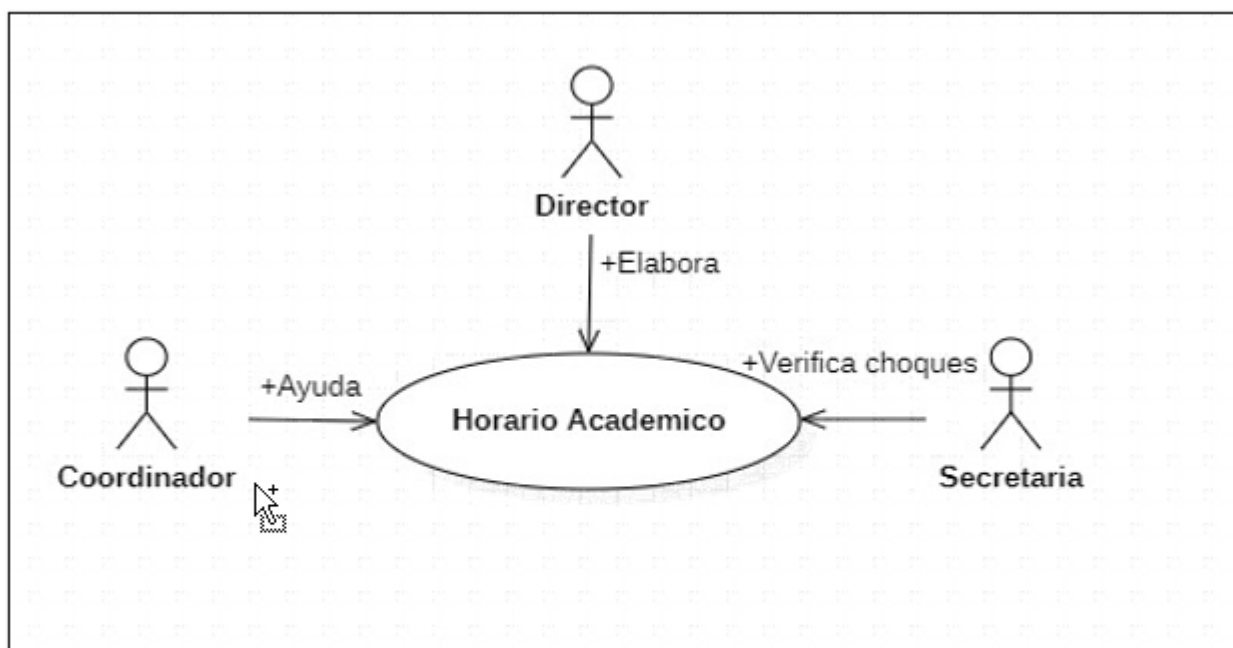 Director
+Elabora
+Verifica choques
+Ayuda
Horario Academico
Coordinador
Secretaria